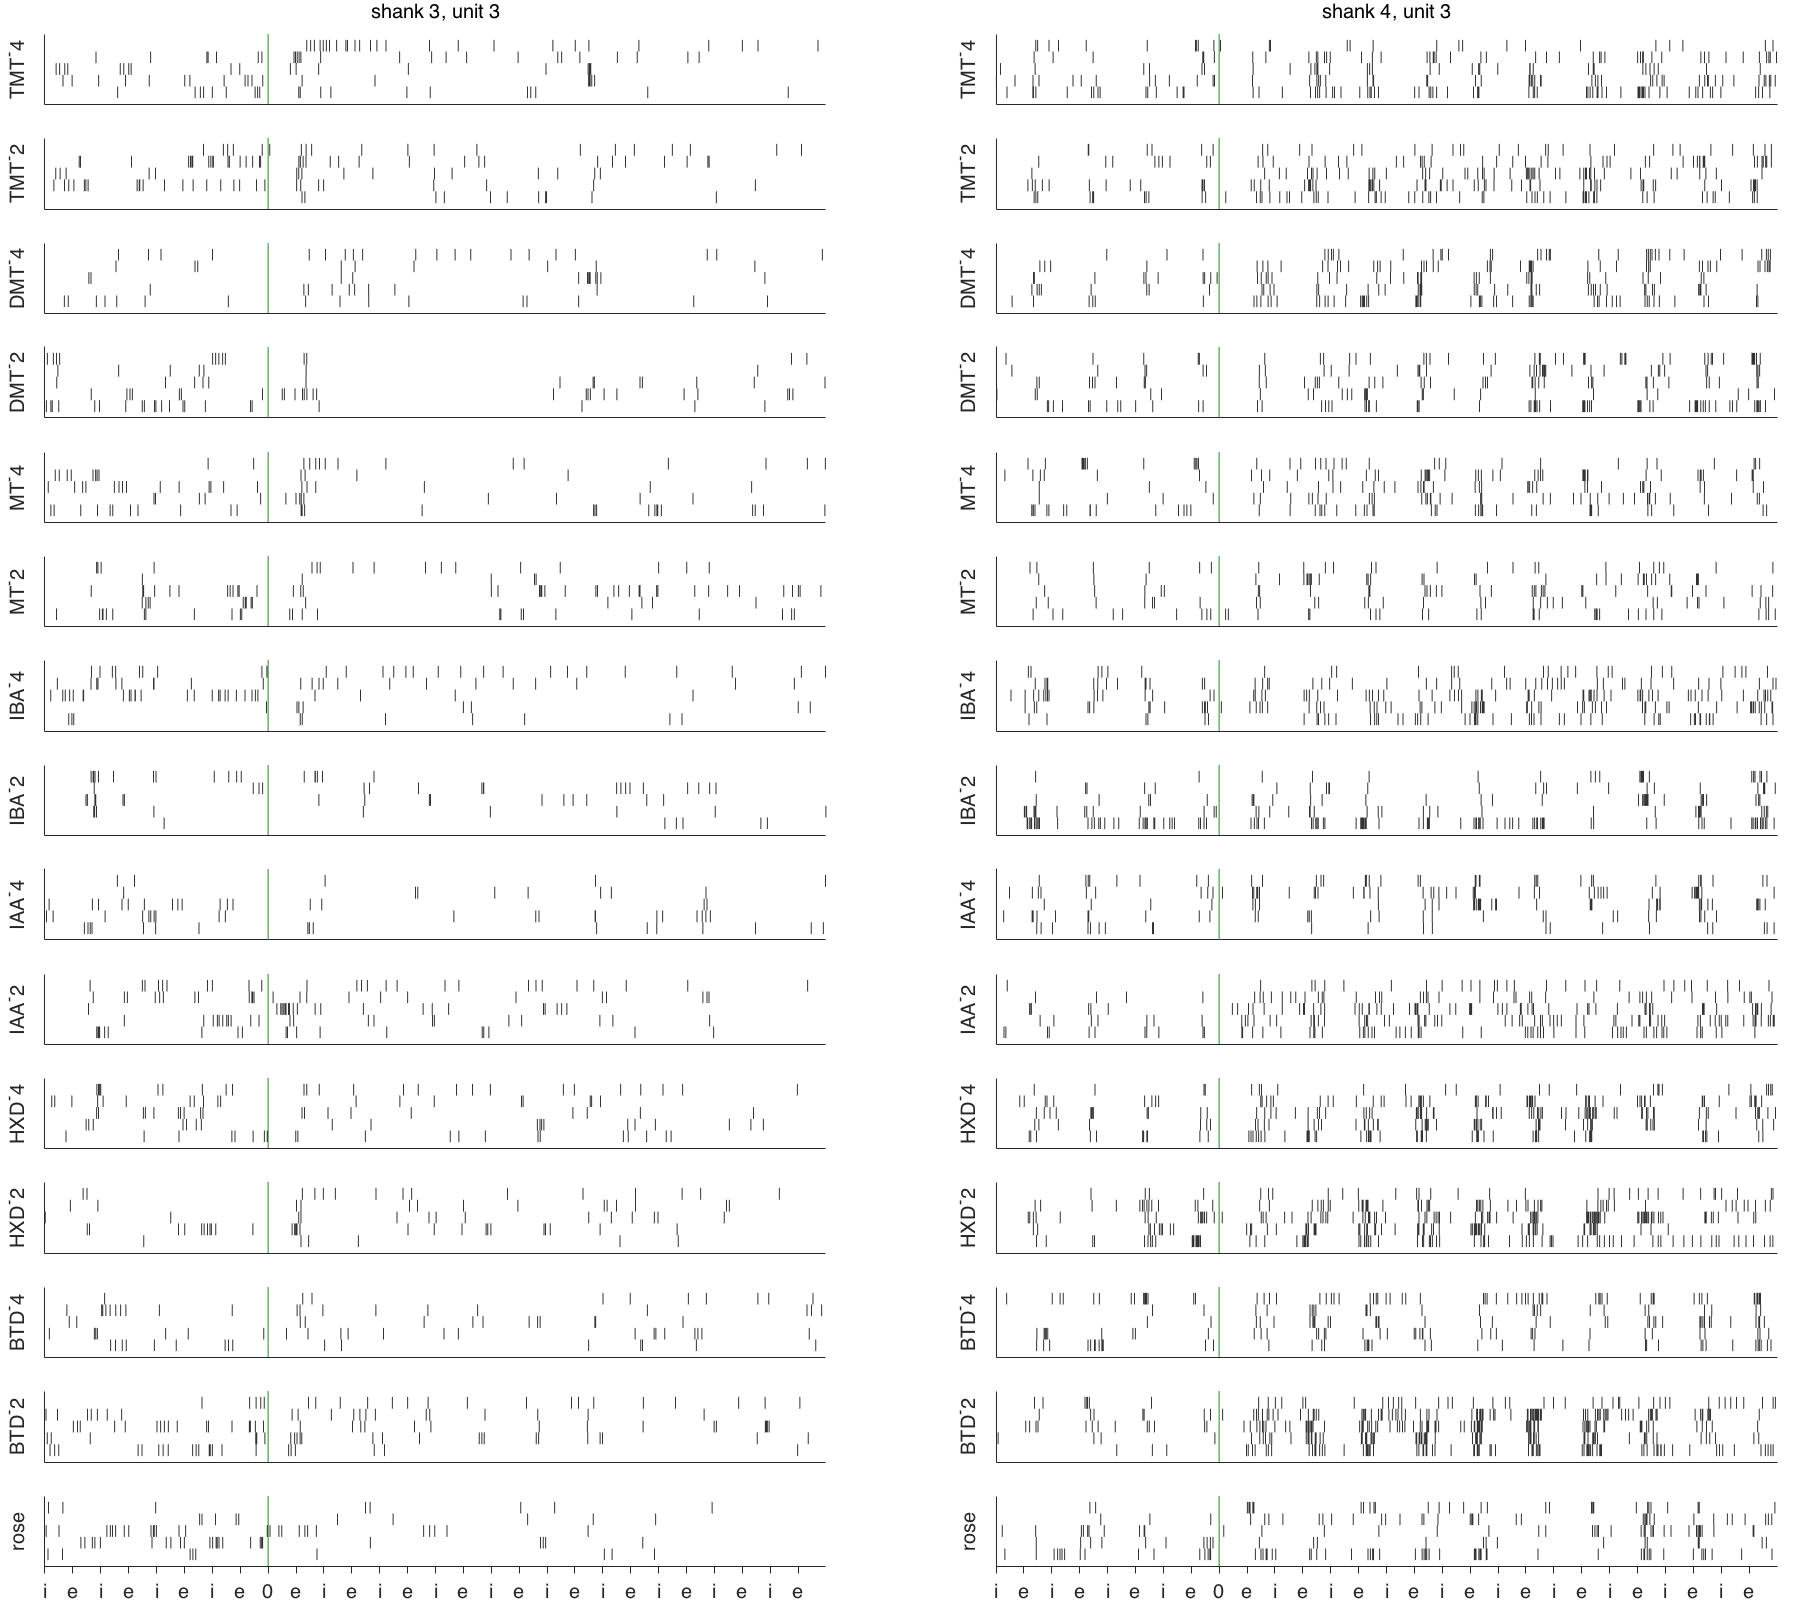 shank 3, unit 3
shank 4, unit 3
TMT-4
TMT-4
TMT-2
TMT-2
DMT-4
DMT-4
DMT-2
DMT-2
MT-4
MT-4
MT-2
MT-2
IBA-4
IBA-4
IBA-2
IBA-2
IAA-4
IAA-4
IAA-2
IAA-2
HXD-4
HXD-4
HXD-2
HXD-2
BTD-4
BTD-4
BTD-2
BTD-2
rose
rose
i e i e i e i e 0 e i e i e i e i e i e i e i e i e i e
i e i e i e i e 0 e i e i e i e i e i e i e i e i e i e